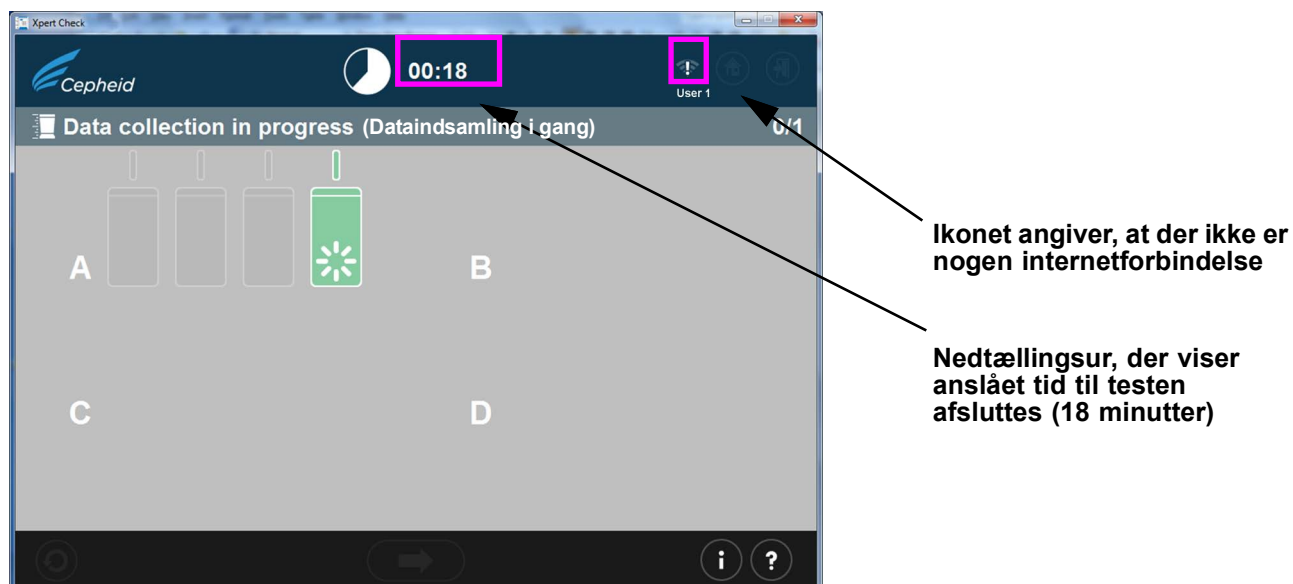 Xpert Check
Cepheid
00:18
User 1
Data collection in progress (Dataindsamling i gang)
0/1
A
B
C
D
i
?
Ikonet angiver, at der ikke er
nogen internetforbindelse
Nedtællingsur, der viser
anslået tid til testen
afsluttes (18 minutter)